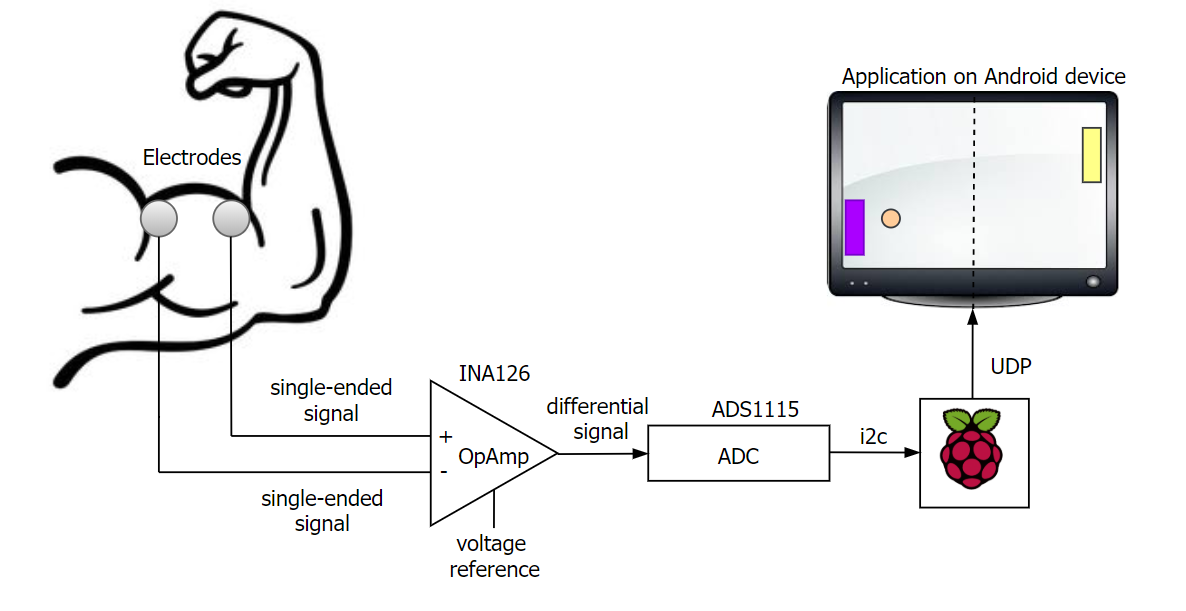 Application on Android device
Electrodes
UDP
INA126
single-ended
signal
differential
signal
ADS1115
i2c
+
OpAmp
ADC
-
single-ended
signal
voltage
reference